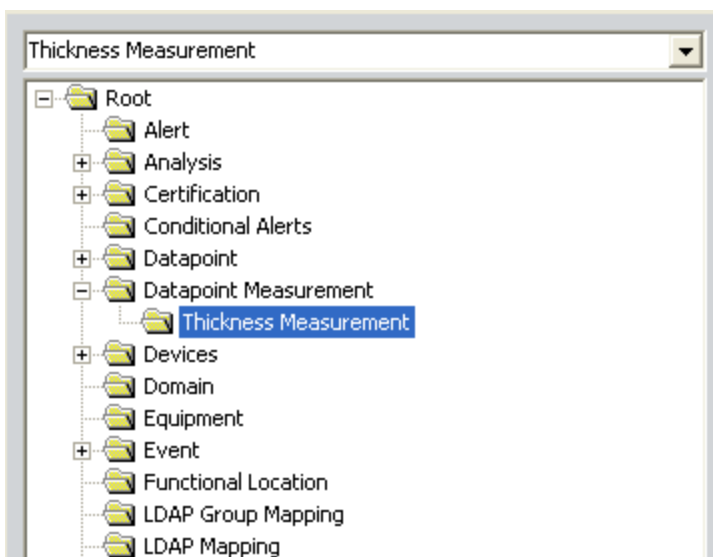 Thickness Measurement
Root
Alert
Analysis
Certification
Conditional Alerts
Datapoint
Datapoint Measurement
Thickness Measurement
Devices
Domain
Equipment
Event
Functional Location
LDAP Group Mapping
LDAP Mapping